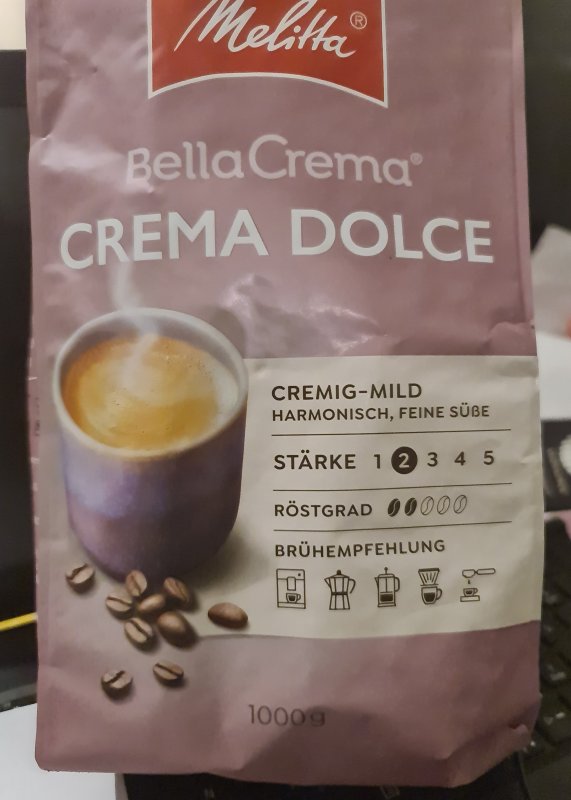 Melitta®
BellaCrema®
CREMA DOLCE
CREMIG-MILD
HARMONISCH, FEINE SÜßE
STÄRKE 1 2 3 4 5
RÖSTGRAD
BRÜHEMPFEHLUNG
1000g